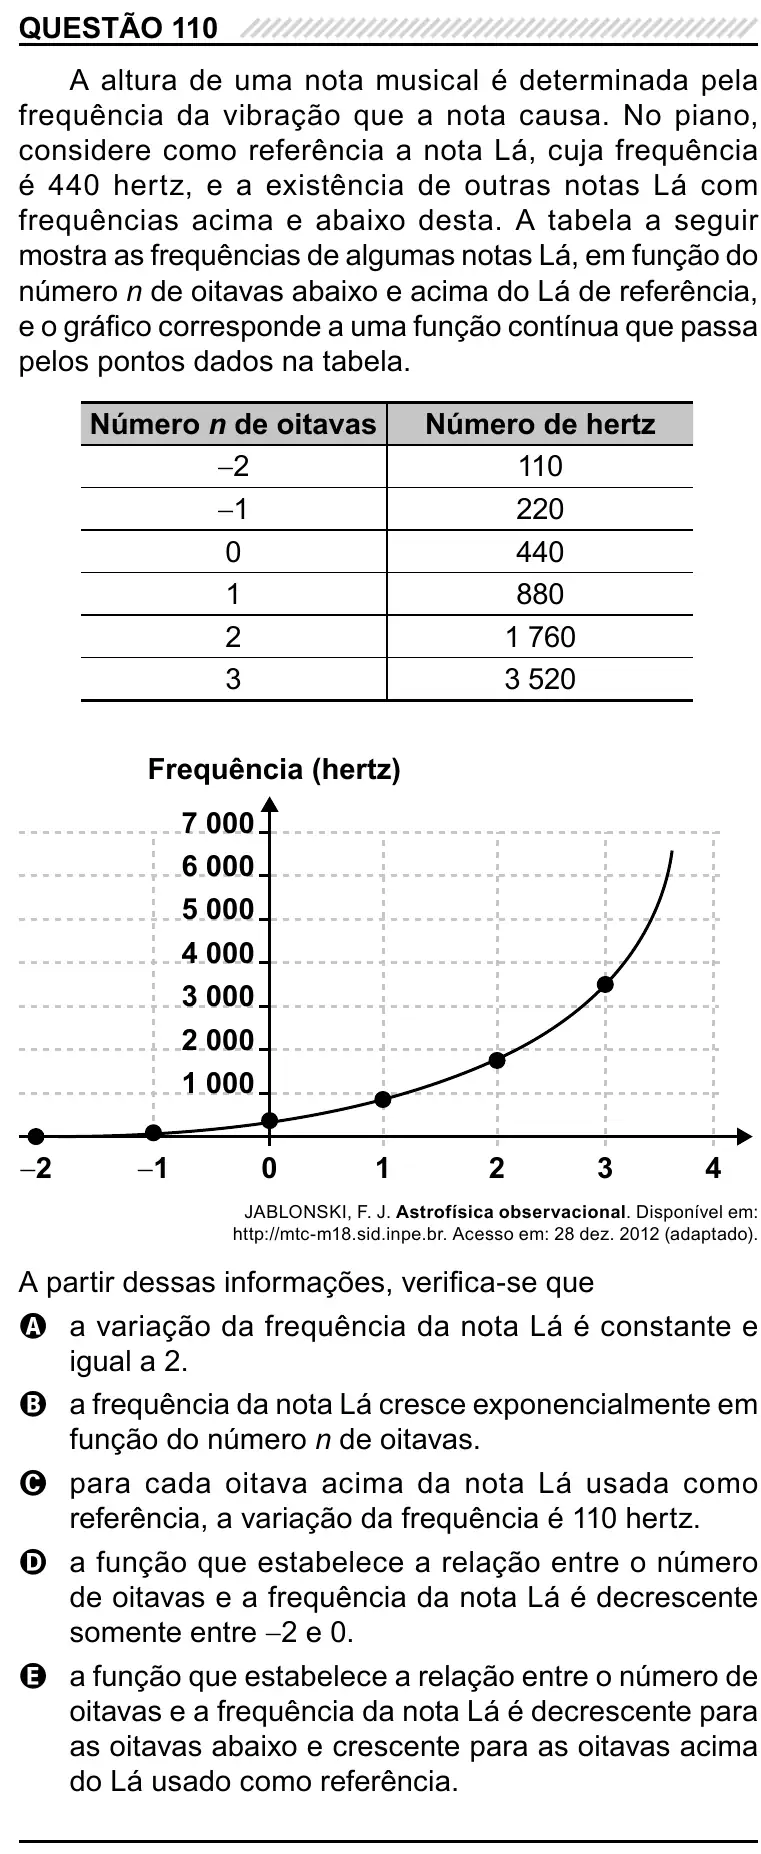 QUESTÃO 110
A altura de uma nota musical é determinada pela
frequência da vibração que a nota causa. No piano,
considere como referência a nota Lá, cuja frequência
é 440 hertz, e a existência de outras notas Lá com
frequências acima e abaixo desta. A tabela a seguir
mostra as frequências de algumas notas Lá, em função do
número n de oitavas abaixo e acima do Lá de referência,
e o gráfico corresponde a uma função contínua que passa
pelos pontos dados na tabela.
Número n de oitavas Número de hertz
–2 110
–1 220
0 440
1 880
2 1 760
3 3 520
Frequência (hertz)
7 000
6 000
5 000
4 000
3 000
2 000
1 000
–2 –1 0 1 2 3 4
JABLONSKI, F. J. Astrofísica observacional. Disponível em:
http://mtc-m18.sid.inpe.br. Acesso em: 28 dez. 2012 (adaptado).
A partir dessas informações, verifica-se que
A a variação da frequência da nota Lá é constante e
igual a 2.
B a frequência da nota Lá cresce exponencialmente em
função do número n de oitavas.
C para cada oitava acima da nota Lá usada como
referência, a variação da frequência é 110 hertz.
D a função que estabelece a relação entre o número
de oitavas e a frequência da nota Lá é decrescente
somente entre –2 e 0.
E a função que estabelece a relação entre o número de
oitavas e a frequência da nota Lá é decrescente para
as oitavas abaixo e crescente para as oitavas acima
do Lá usado como referência.